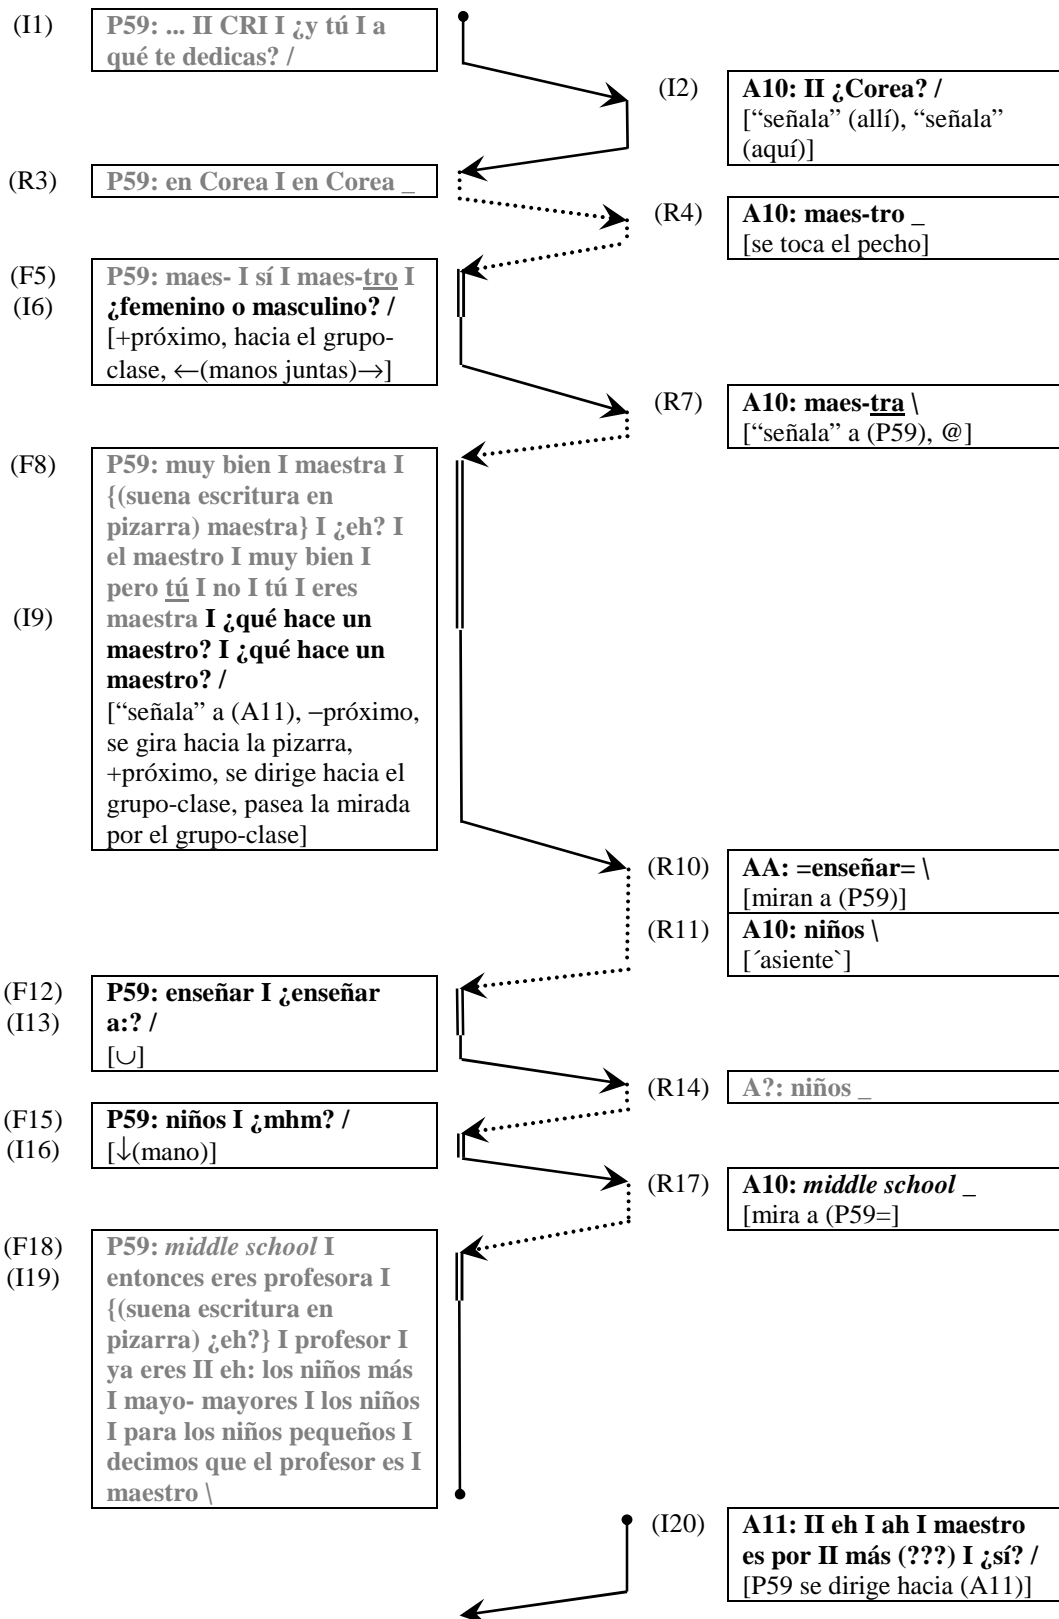 (I1)
P59: ... II CRI I ¿y tú I a
qué te dedicas? /
(I2)
A10: II ¿Corea? /
[“señala” (allí), “señala”
(aquí)]
(R3)
P59: en Corea I en Corea _
(R4)
A10: maes-tro _
[se toca el pecho]
(F5)
P59: maes- I sí I maes-tro I
(I6)
¿femenino o masculino? /
[+próximo, hacia el grupo-
clase, ←(manos juntas)→]
(R7)
A10: maes-tra \
[“señala” a (P59), @]
(F8)
P59: muy bien I maestra I
{(suena escritura en
pizarra) maestra} I ¿eh? I
el maestro I muy bien I
pero tú I no I tú I eres
(I9)
maestra I ¿qué hace un
maestro? I ¿qué hace un
maestro? /
[“señala” a (A11), −próximo,
se gira hacia la pizarra,
+próximo, se dirige hacia el
grupo-clase, pasea la mirada
por el grupo-clase]
(R10)
AA: =enseñar= \
[miran a (P59)]
(R11)
A10: niños \
[´asiente`]
(F12)
P59: enseñar I ¿enseñar
(I13)
a:? /
[∪]
(R14)
A?: niños _
(F15)
P59: niños I ¿mhm? /
(I16)
[↓(mano)]
(R17)
A10: middle school _
[mira a (P59=]
(F18)
P59: middle school I
(I19)
entonces eres profesora I
{(suena escritura en
pizarra) ¿eh?} I profesor I
ya eres II eh: los niños más
I mayo- mayores I los niños
I para los niños pequeños I
decimos que el profesor es I
maestro \
(I20)
A11: II eh I ah I maestro
es por II más (???) I ¿sí? /
[P59 se dirige hacia (A11)]